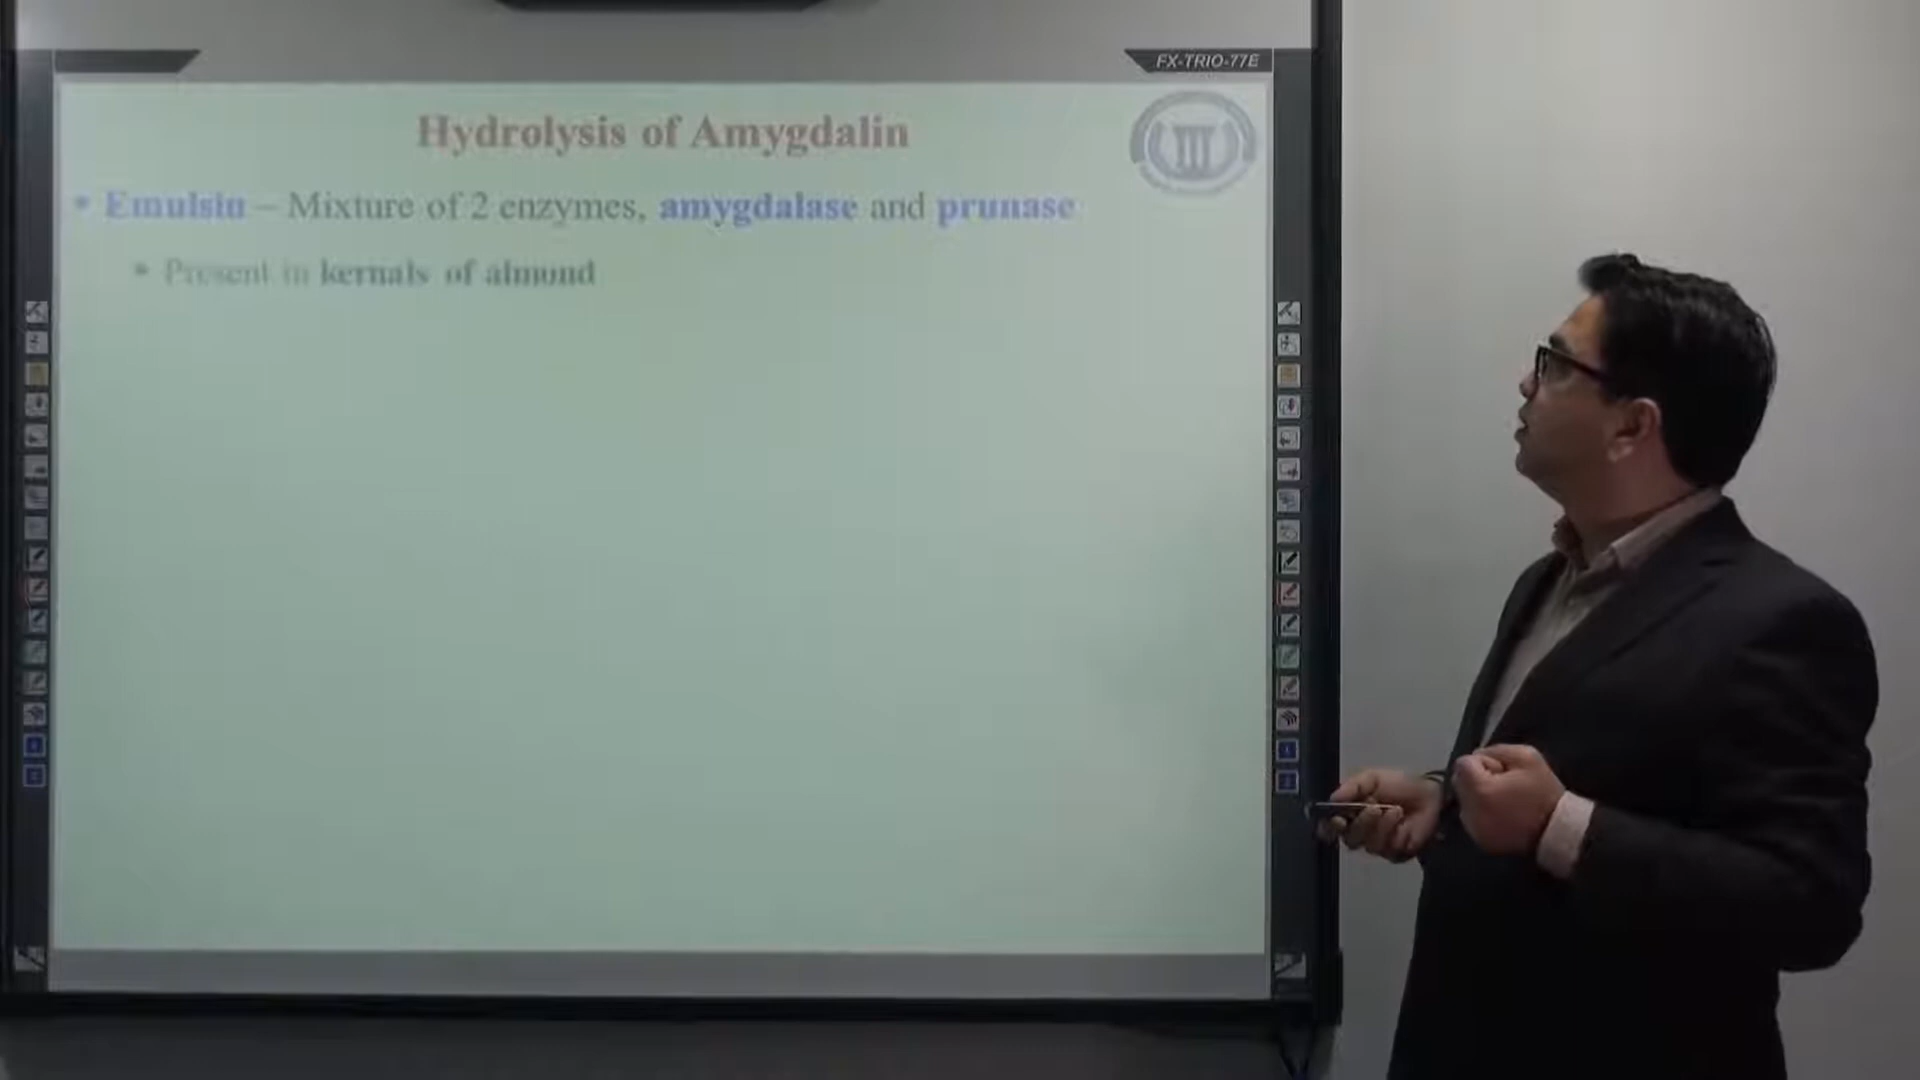 FX-TRIO-77E
Hydrolysis of Amygdalin
• Emulsin – Mixture of 2 enzymes, amygdalase and prunase
• Present in kernals of almond